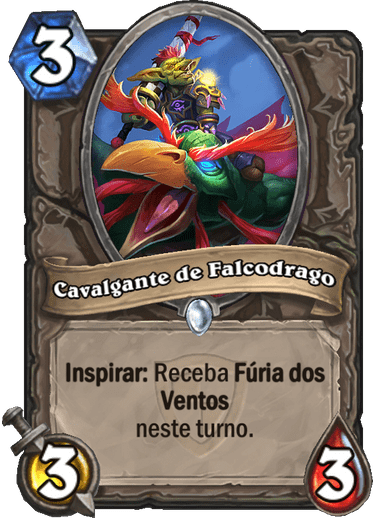 3
Cavalgante de Falcodrago
Inspirar: Receba Fúria dos
Ventos
neste turno.
3
3